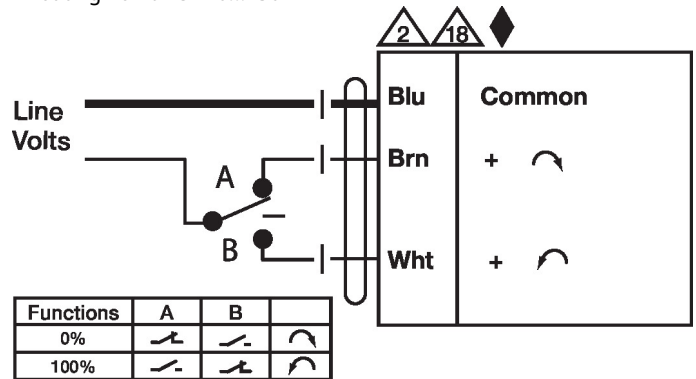 2 18
Line
Volts
Blu Common
Brn +
Wht +
A
B
Functions A B
0%
100%